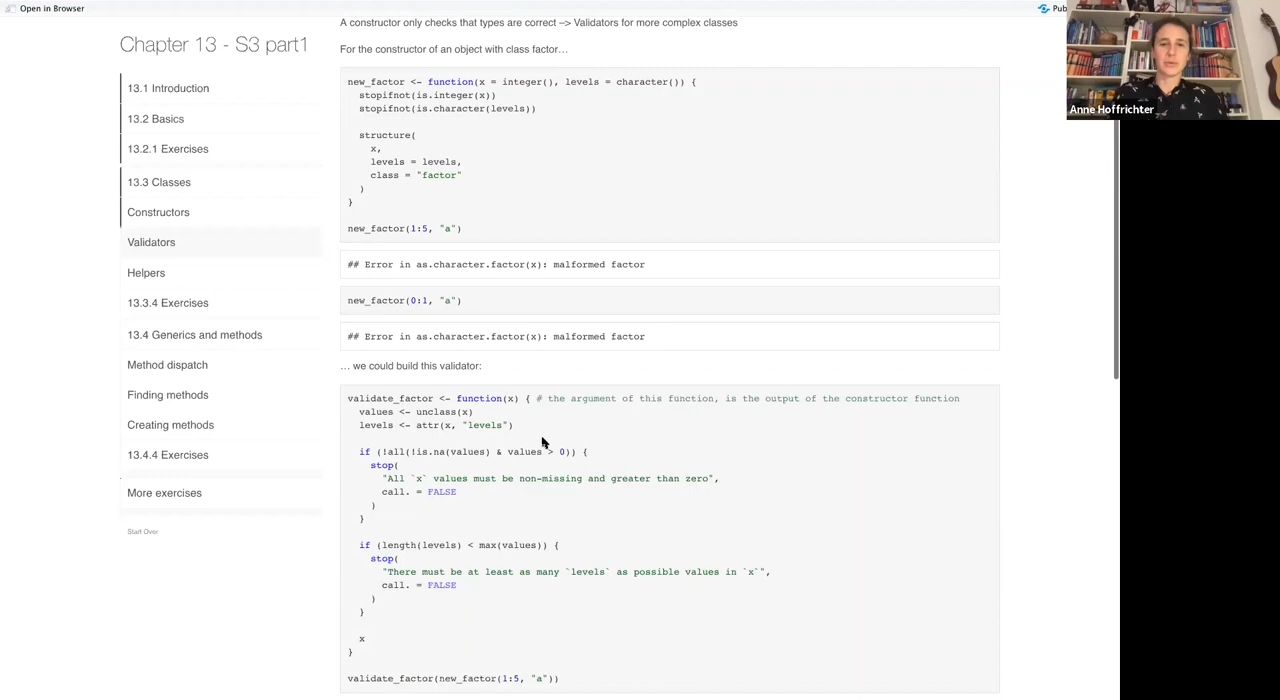 Open in Browser
Pub
Anne Hoffrichter
Chapter 13 - S3 part1
13.1 Introduction
13.2 Basics
13.2.1 Exercises
13.3 Classes
Constructors
Validators
Helpers
13.3.4 Exercises
13.4 Generics and methods
Method dispatch
Finding methods
Creating methods
13.4.4 Exercises
More exercises
Start Over
A constructor only checks that types are correct –> Validators for more complex classes
For the constructor of an object with class factor…
new_factor <- function(x = integer(), levels = character()) {
  stopifnot(is.integer(x))
  stopifnot(is.character(levels))
  structure(
    x,
    levels = levels,
    class = "factor"
  )
}
new_factor(1:5, "a")
## Error in as.character.factor(x): malformed factor
new_factor(0:1, "a")
## Error in as.character.factor(x): malformed factor
… we could build this validator:
validate_factor <- function(x) { # the argument of this function, is the output of the constructor function
  values <- unclass(x)
  levels <- attr(x, "levels")
  if (!all(!is.na(values) & values > 0)) {
    stop(
      "All `x` values must be non-missing and greater than zero",
      call. = FALSE
    )
  }
  if (length(levels) < max(values)) {
    stop(
      "There must be at least as many `levels` as possible values in `x`",
      call. = FALSE
    )
  }
  x
}
validate_factor(new_factor(1:5, "a"))